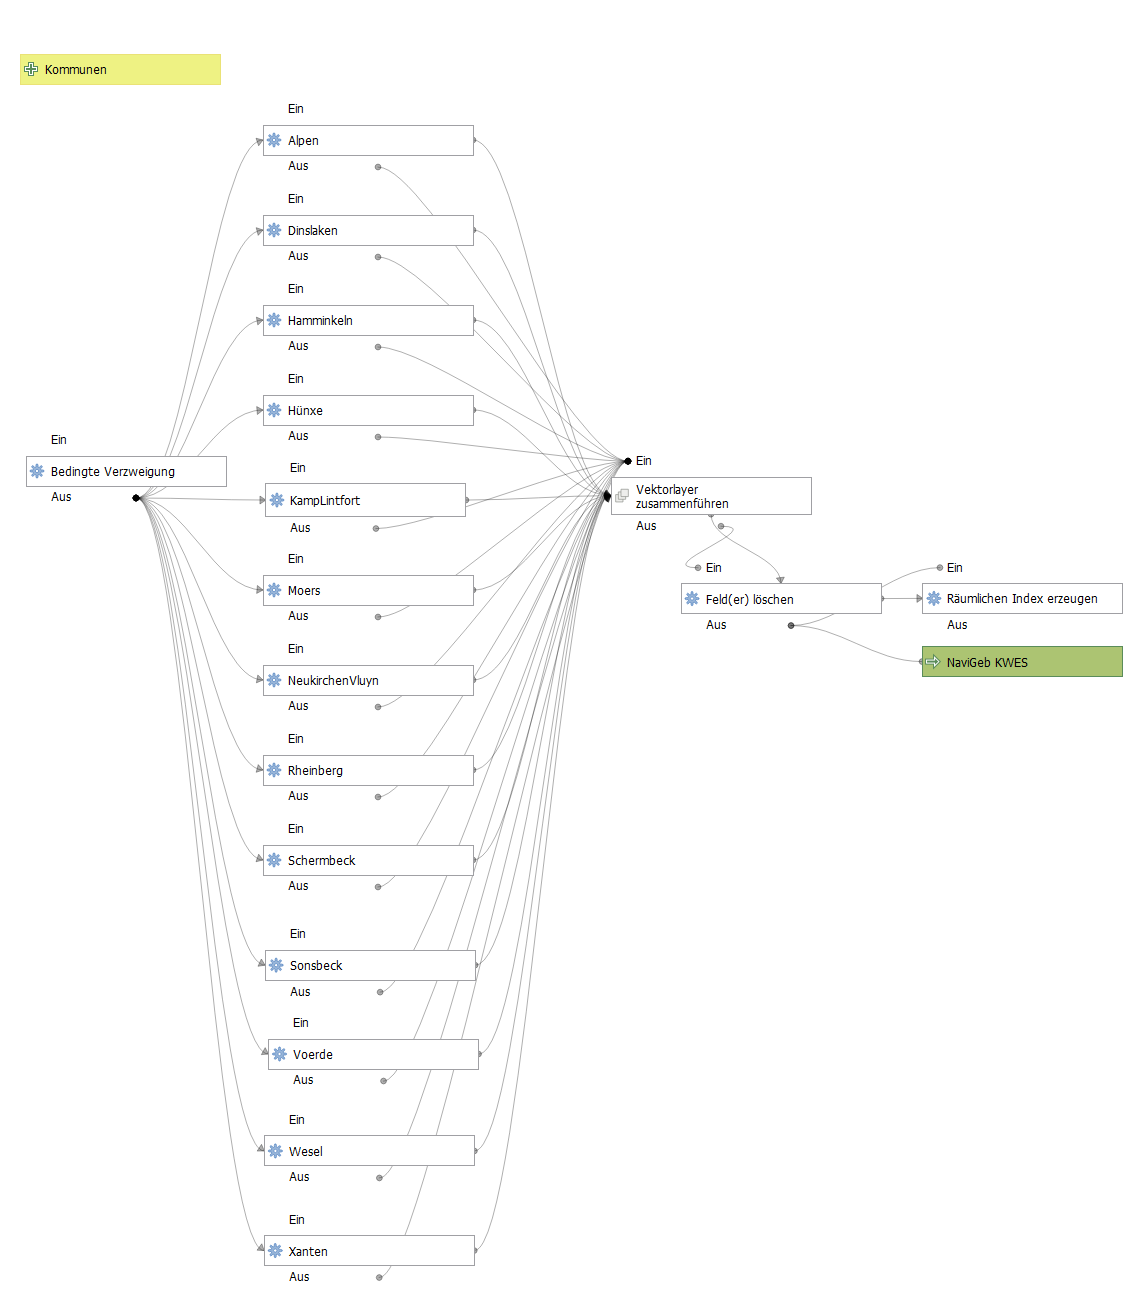 Kommunen
Ein
Alpen
Aus
Ein
Dinslaken
Aus
Ein
Hamminkeln
Aus
Ein
Hünxe
Aus
Ein
Bedingte Verzweigung
Aus
Ein
KampLintfort
Aus
Ein
Vektorlayer
zusammenführen
Aus
Ein
Moers
Aus
Ein
Feld(er) löschen
Aus
Ein
Räumlichen Index erzeugen
Aus
NaviGeb KWES
Ein
NeukirchenVluyn
Aus
Ein
Rheinberg
Aus
Ein
Schermbeck
Aus
Ein
Sonsbeck
Aus
Ein
Voerde
Aus
Ein
Wesel
Aus
Ein
Xanten
Aus